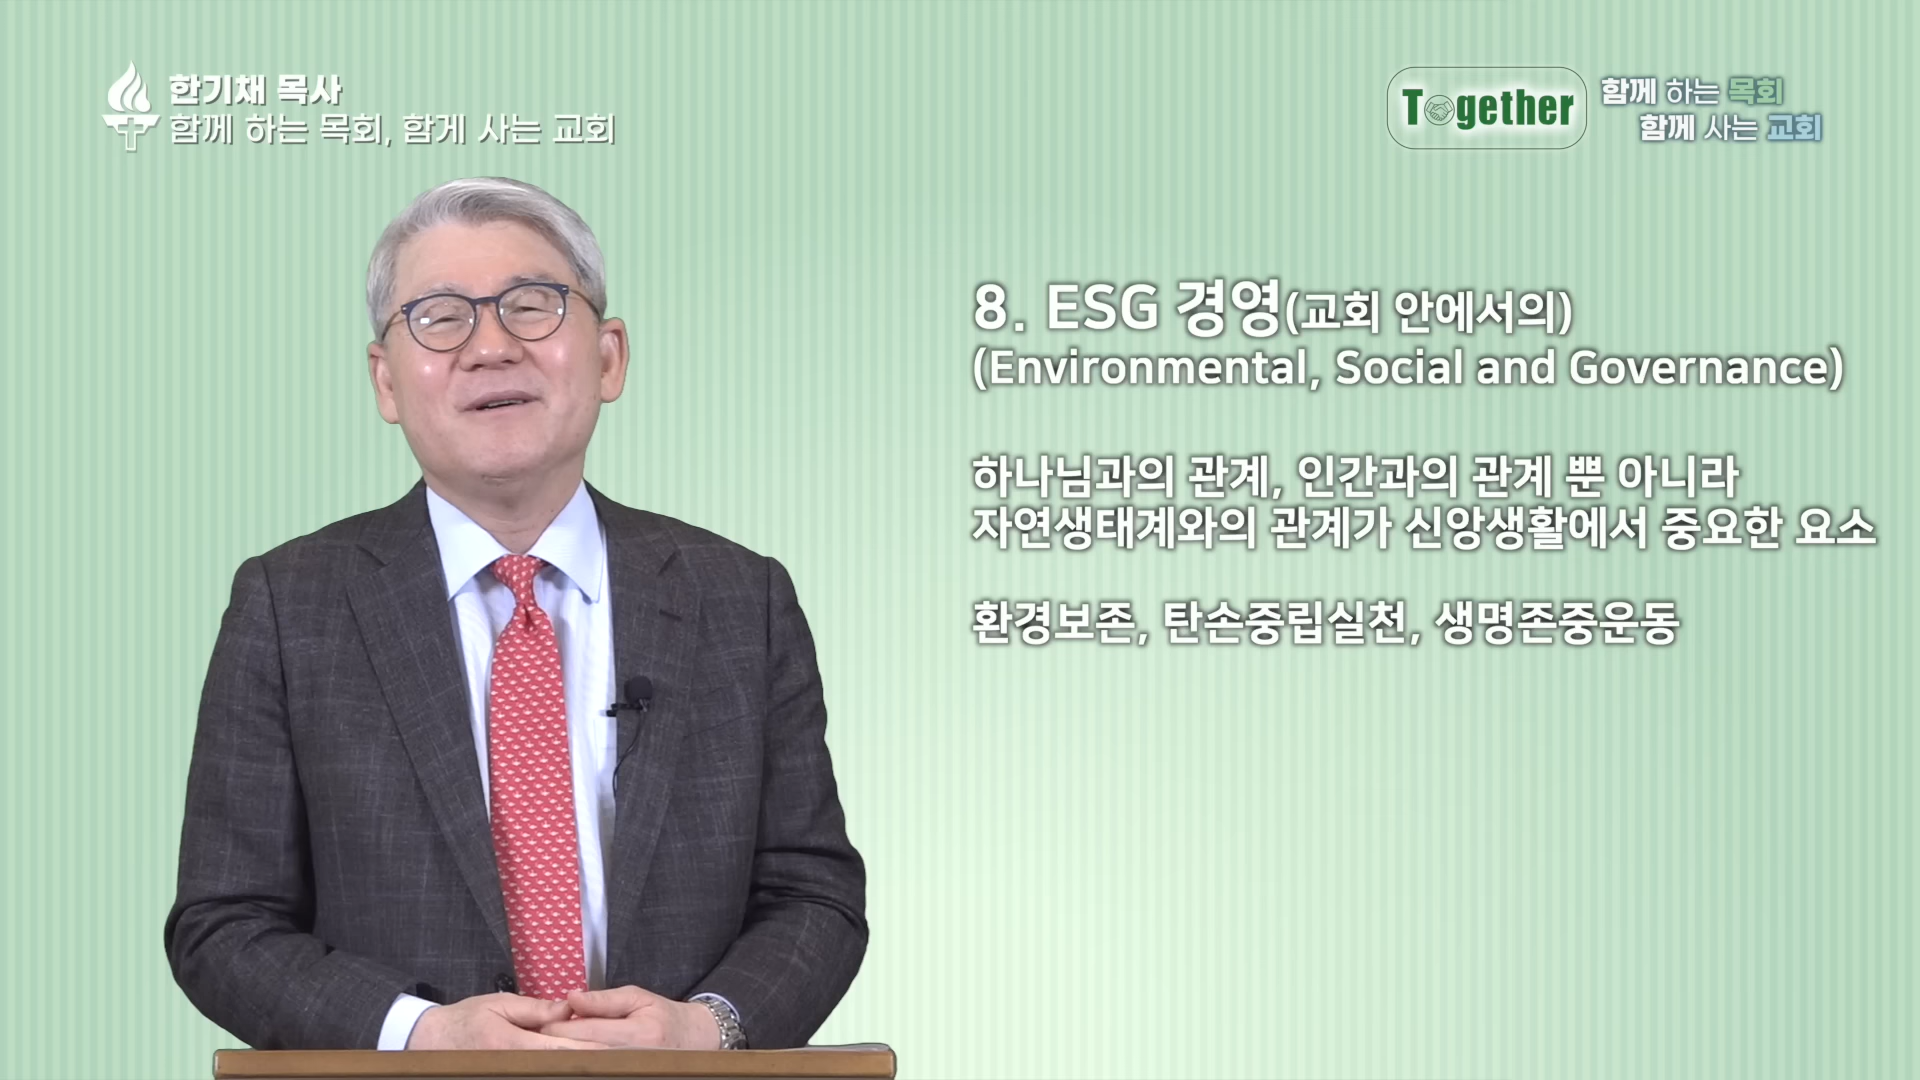 한기채 목사
함께 하는 목회, 함게 사는 교회
Together
함께 하는 목회
함께 사는 교회
8. ESG 경영(교회 안에서의)
(Environmental, Social and Governance)
하나님과의 관계, 인간과의 관계 뿐 아니라
자연생태계와의 관계가 신앙생활에서 중요한 요소
환경보존, 탄손중립실천, 생명존중운동